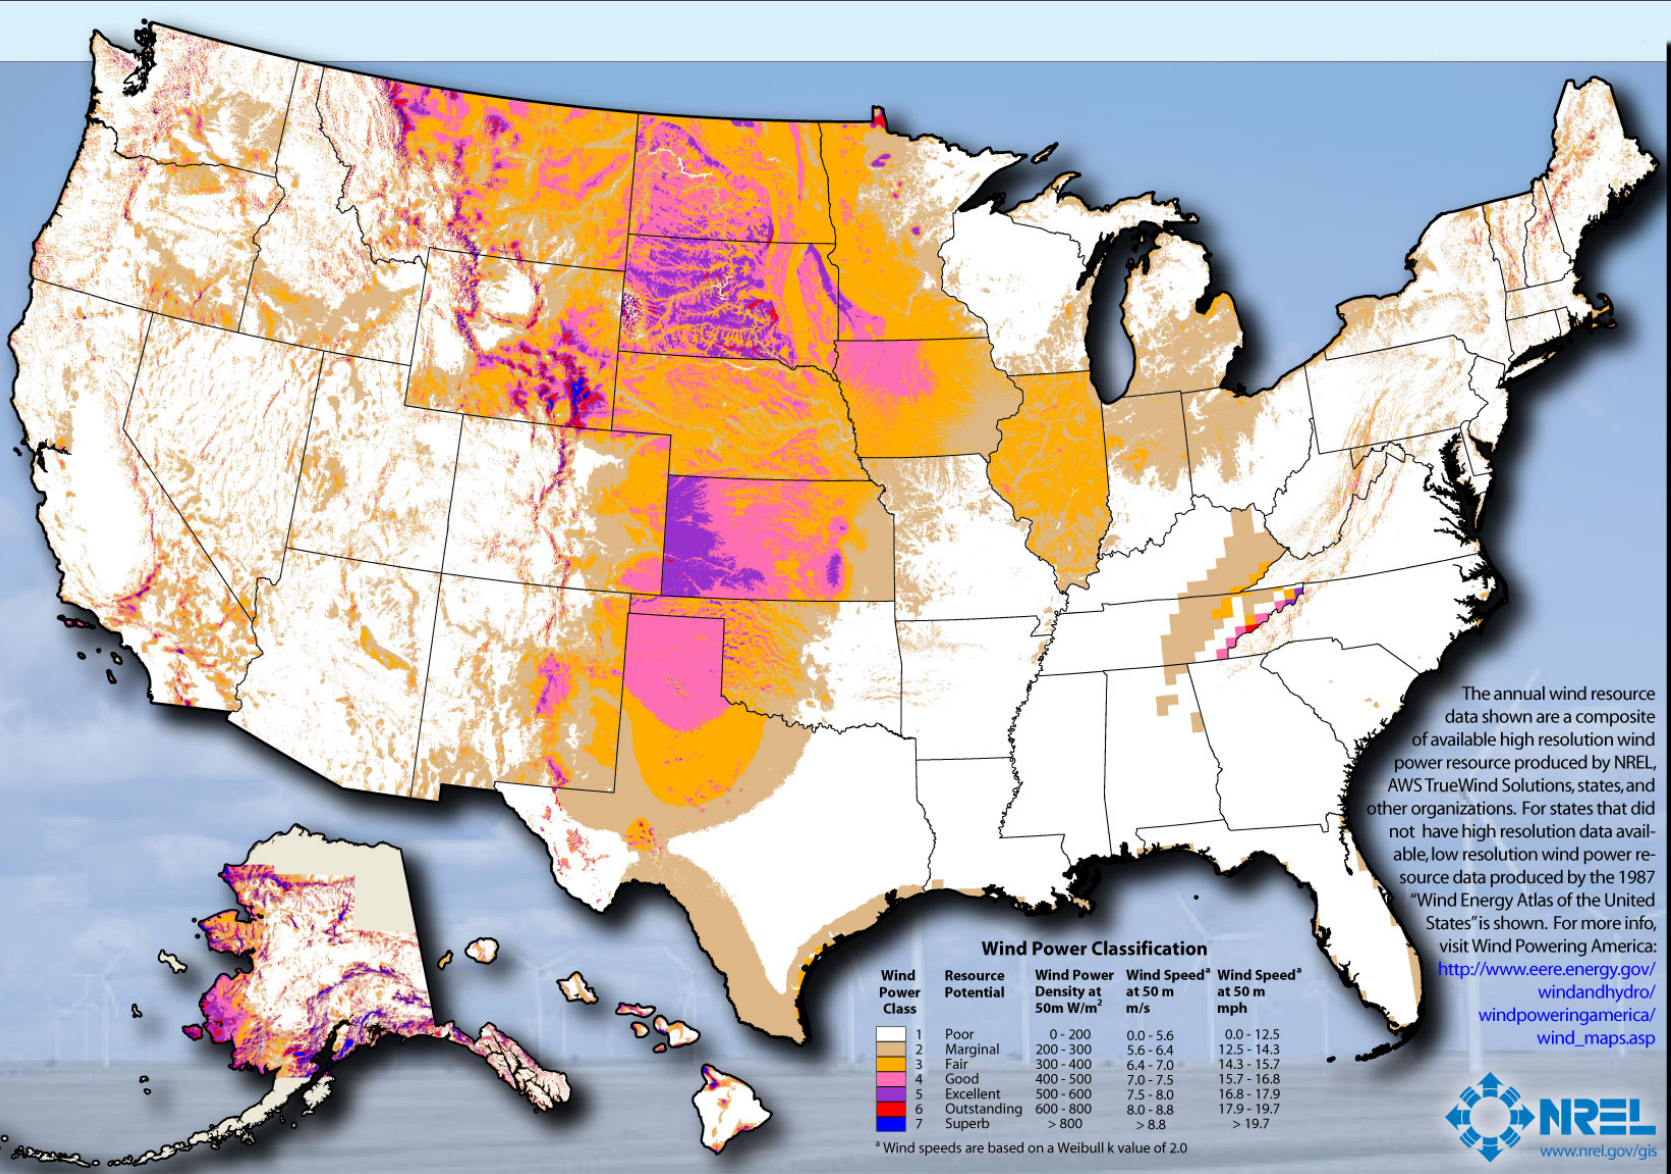 The annual wind resource
data shown are a composite
of available high resolution wind
power resource produced by NREL,
AWS TrueWind Solutions, states, and
other organizations. For states that did
not have high resolution data avail-
able, low resolution wind power re-
source data produced by the 1987
"Wind Energy Atlas of the United
States" is shown. For more info,
visit Wind Powering America:
http://www.eere.energy.gov/
windandhydro/
windpoweringamerica/
wind_maps.asp
Wind Power Classification
Wind Resource Wind Power Wind Speedª Wind Speedª
Power Potential Density at at 50 m at 50 m
Class 50m W/m² m/s mph
1 Poor 0 - 200 0.0 - 5.6 0.0 - 12.5
2 Marginal 200 - 300 5.6 - 6.4 12.5 - 14.3
3 Fair 300 - 400 6.4 - 7.0 14.3 - 15.7
4 Good 400 - 500 7.0 - 7.5 15.7 - 16.8
5 Excellent 500 - 600 7.5 - 8.0 16.8 - 17.9
6 Outstanding 600 - 800 8.0 - 8.8 17.9 - 19.7
7 Superb > 800 > 8.8 > 19.7
ª Wind speeds are based on a Weibull k value of 2.0
NREL
www.nrel.gov/gis